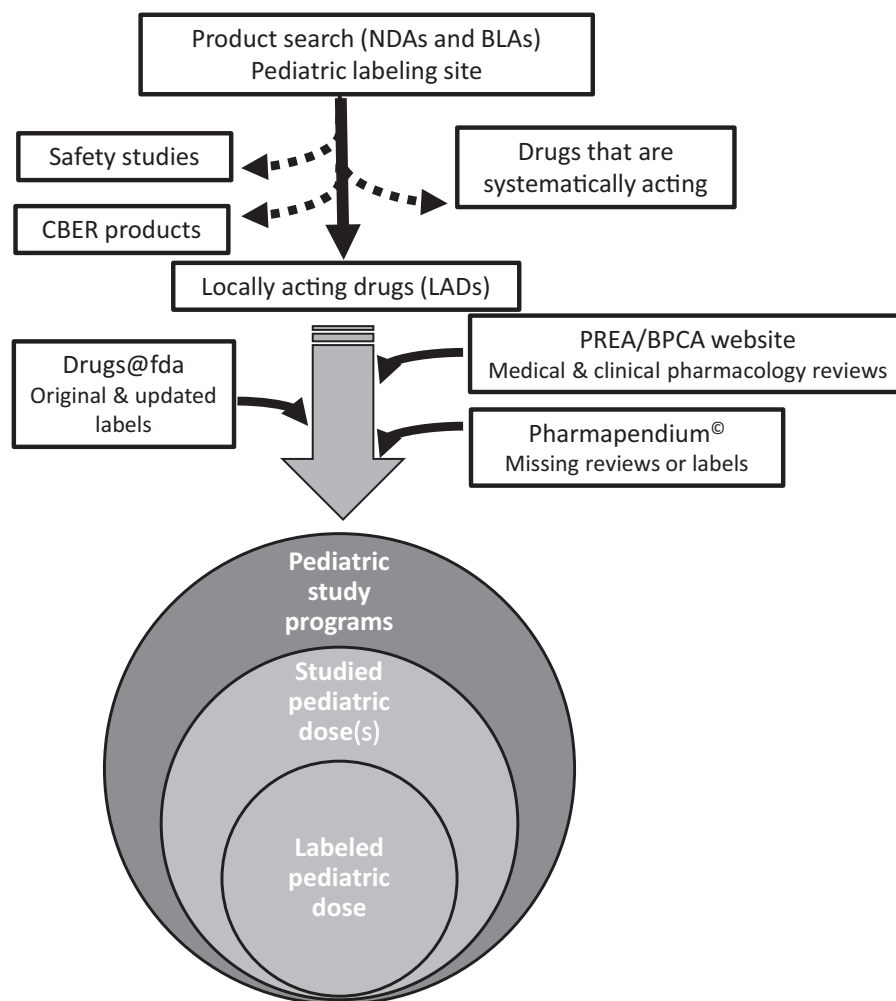 Product search (NDAs and BLAs)
Pediatric labeling site
Safety studies
Drugs that are
systematically acting
CBER products
Locally acting drugs (LADs)
Drugs@fda
Original & updated
labels
PREA/BPCA website
Medical & clinical pharmacology reviews
Pharmapendium©
Missing reviews or labels
Pediatric
study
programs
Studied
pediatric
dose(s)
Labeled
pediatric
dose